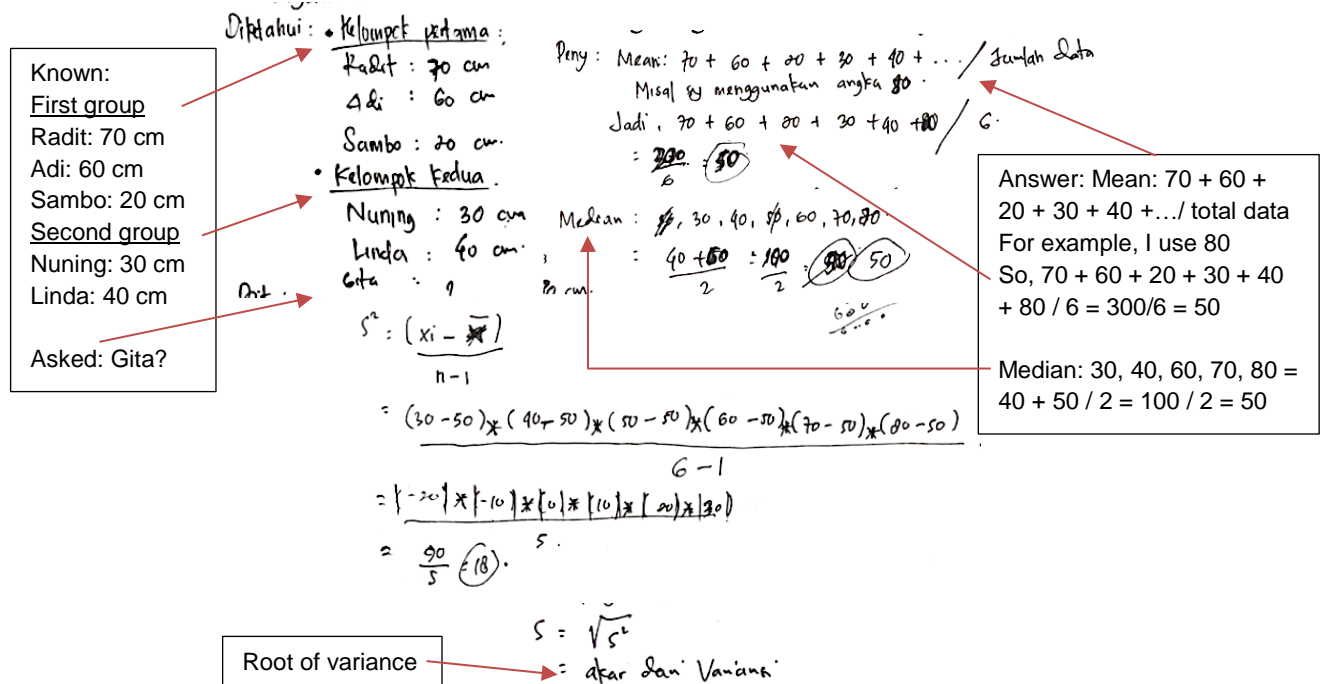 Diketahui : • Kelompok pertama :
Radit : 70 cm
Adi : 60 cm
Sambo : 20 cm.
• Kelompok Kedua.
Nuning : 30 cm
Linda : 40 cm.
Gita : ?
Known:
First group
Radit: 70 cm
Adi: 60 cm
Sambo: 20 cm
Second group
Nuning: 30 cm
Linda: 40 cm
Asked: Gita?
Peny : Mean: 70 + 60 + 20 + 30 + 40 + ... / Jumlah data
Misal sy menggunakan angka 80.
Jadi, 70 + 60 + 20 + 30 + 40 + 80 / 6.
= 300/6 = 50
Median : 30, 40, 60, 70, 80.
= 40 + 60 / 2 = 100 / 2 = 50
Answer: Mean: 70 + 60 +
20 + 30 + 40 +…/ total data
For example, I use 80
So, 70 + 60 + 20 + 30 + 40
+ 80 / 6 = 300/6 = 50
Median: 30, 40, 60, 70, 80 =
40 + 50 / 2 = 100 / 2 = 50
S² = (xi - x̄) / n-1
= (30-50)*(40-50)*(50-50)*(60-50)*(70-50)*(80-50)
6-1
= |-20|*|-10|*|0|*|10|*|20|*|30|
5.
= 90/5 = 18.
S = √S²
= akar dari Variansi
Root of variance